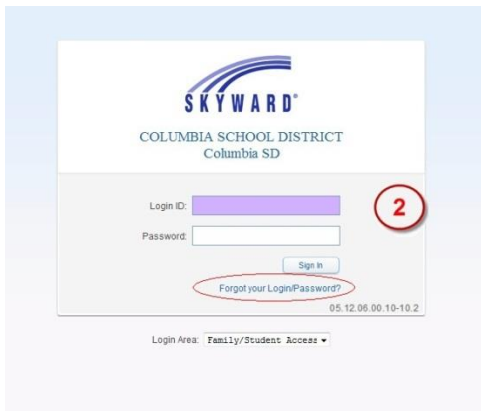 SKYWARD®
COLUMBIA SCHOOL DISTRICT
Columbia SD
Login ID:
2
Password:
Sign In
Forgot your Login/Password?
05.12.06.00.10-10.2
Login Area: Family/Student Access